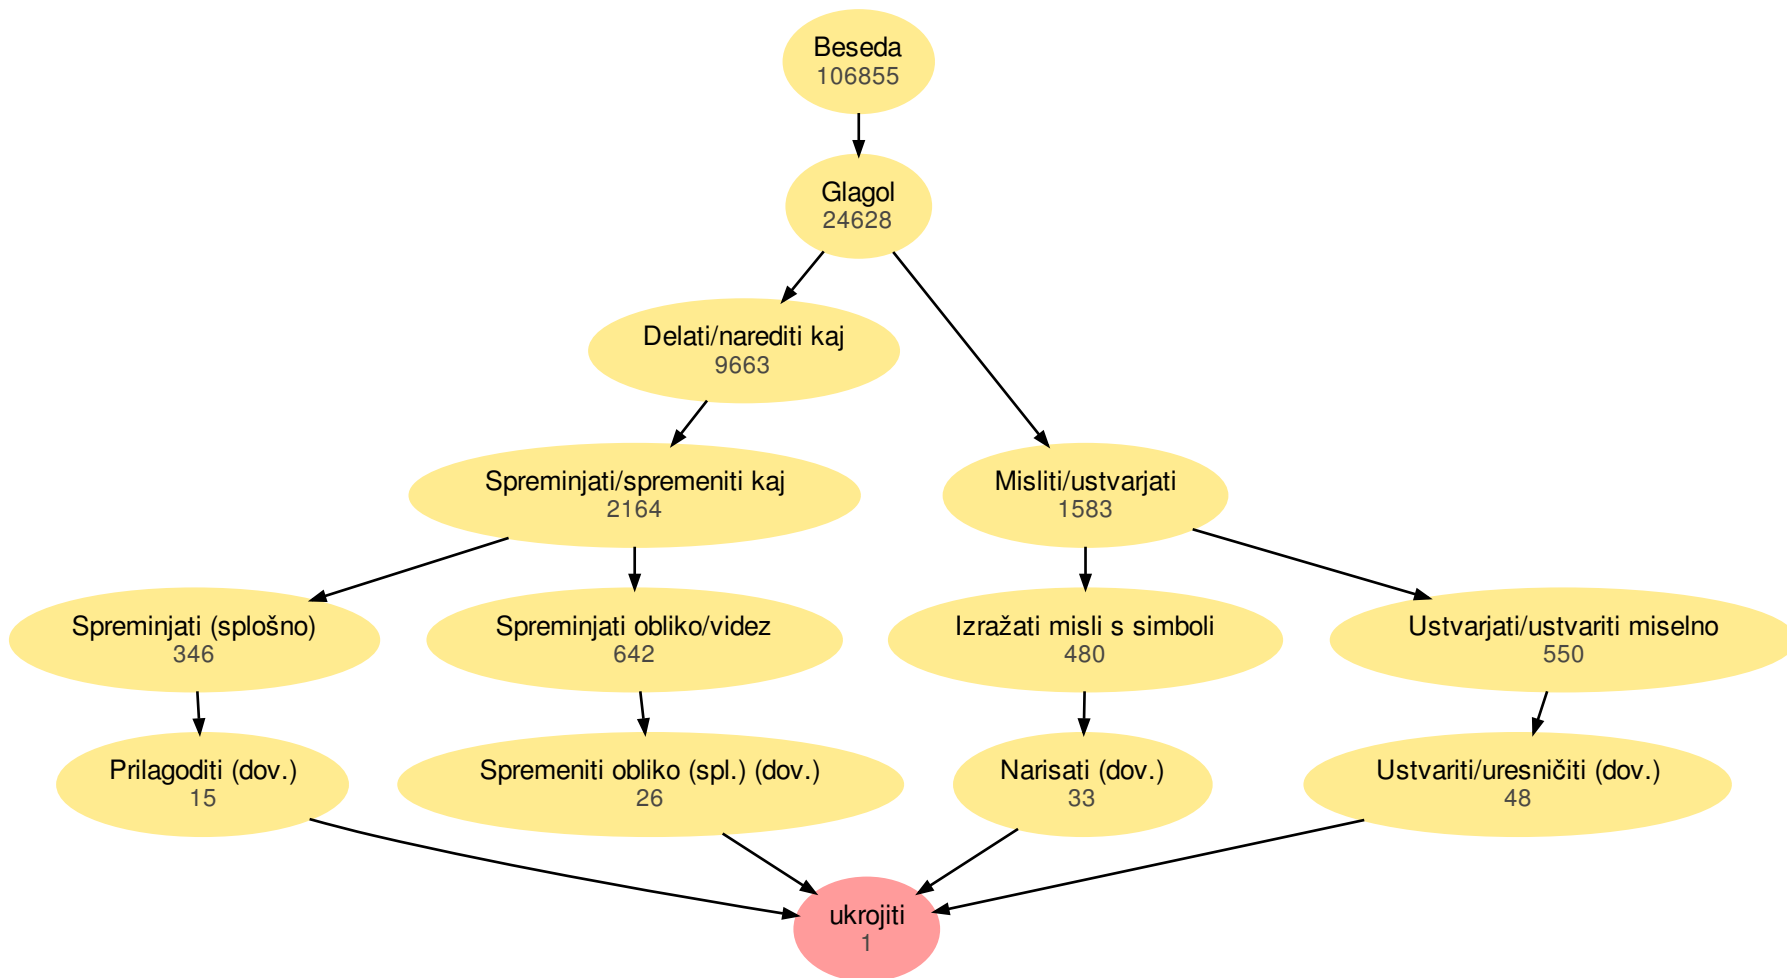 Beseda
106855
Glagol
24628
Delati/narediti kaj
9663
Spreminjati/spremeniti kaj
2164
Misliti/ustvarjati
1583
Spreminjati (splošno)
346
Spreminjati obliko/videz
642
Izražati misli s simboli
480
Ustvarjati/ustvariti miselno
550
Prilagoditi (dov.)
15
Spremeniti obliko (spl.) (dov.)
26
Narisati (dov.)
33
Ustvariti/uresničiti (dov.)
48
ukrojiti
1